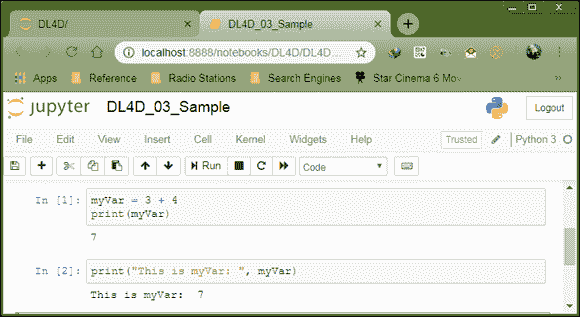 DL4D/
DL4D_03_Sample
localhost:8888/notebooks/DL4D/DL4D...
Apps Reference Radio Stations Search Engines Star Cinema 6 Mov
jupyter DL4D_03_Sample
Logout
File Edit View Insert Cell Kernel Widgets Help
Trusted Python 3
Run Code
In [1]: myVar = 3 + 4
print(myVar)
7
In [2]: print("This is myVar: ", myVar)
This is myVar:  7